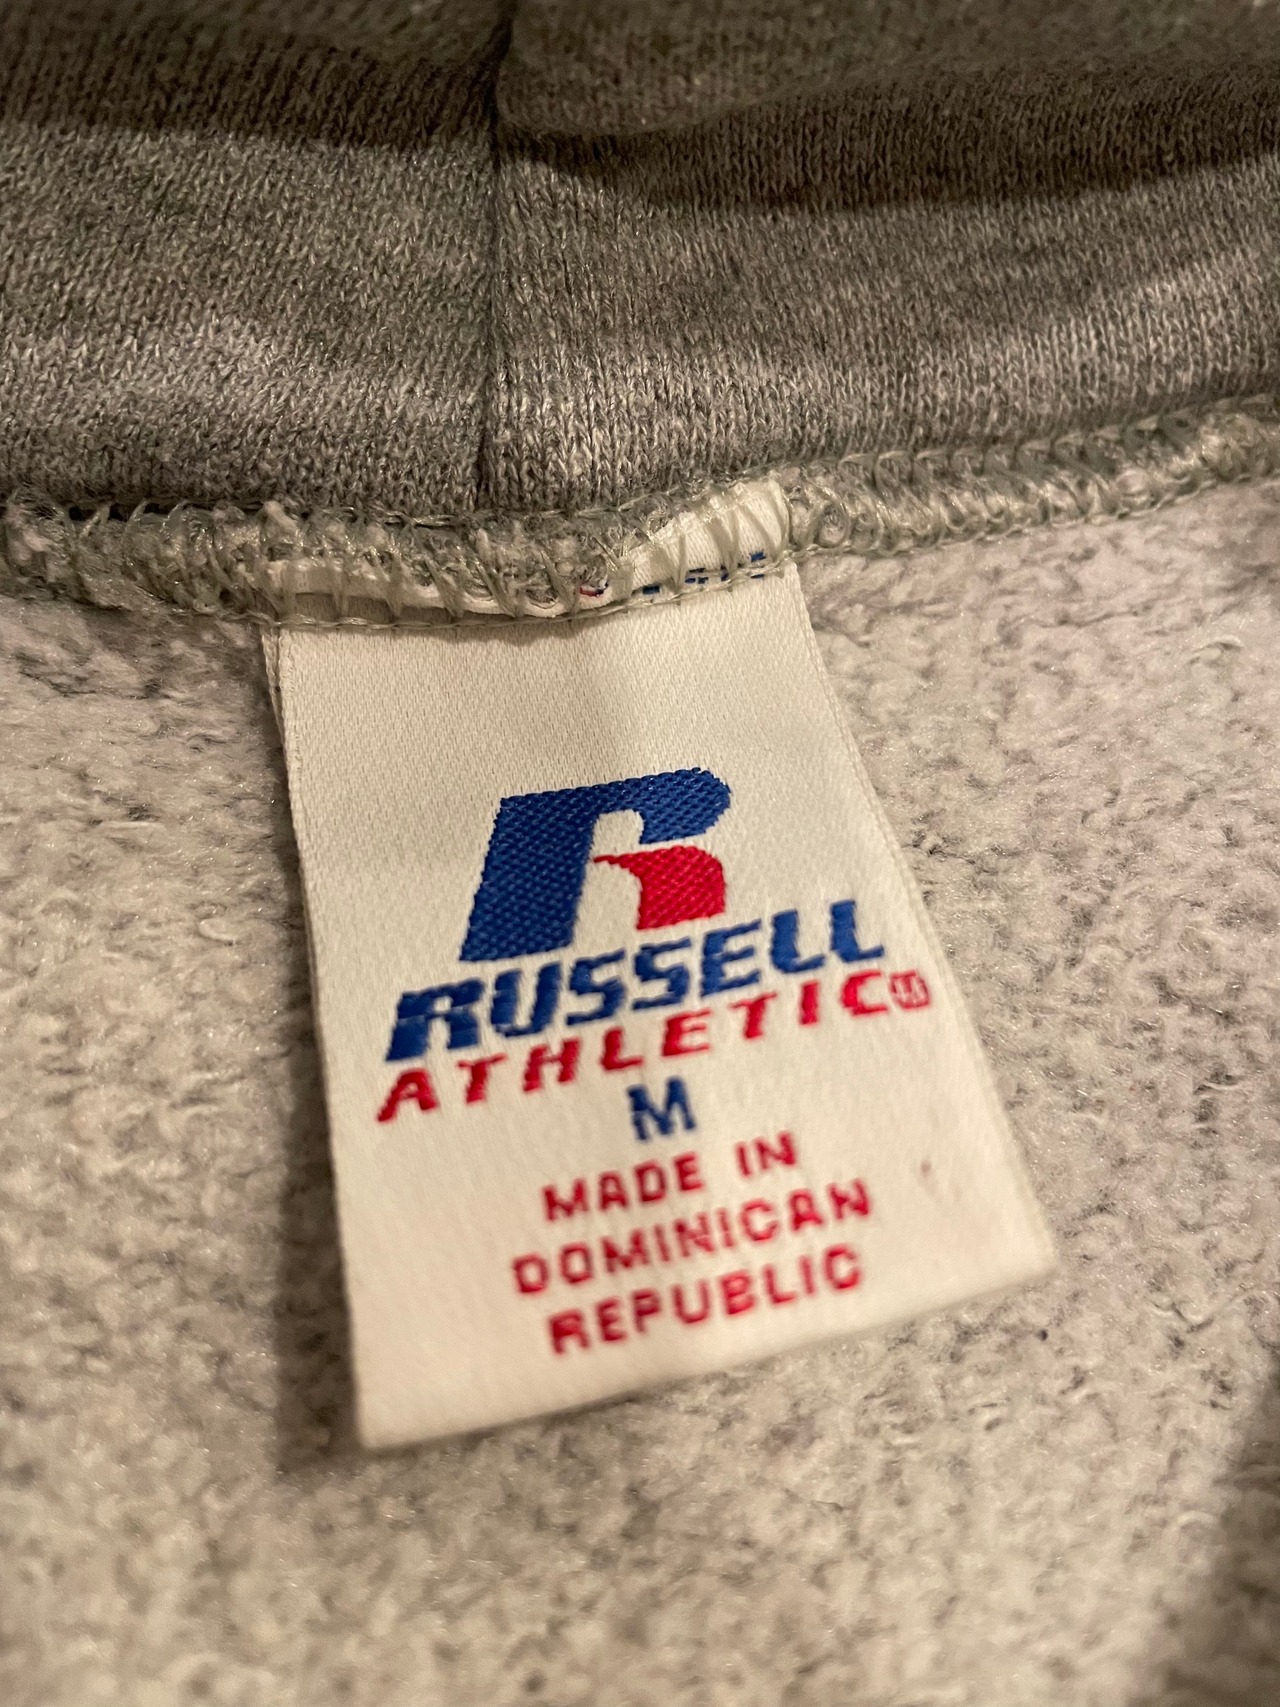 R
RUSSELL
ATHLETIC®
M
MADE IN
DOMINICAN
REPUBLIC